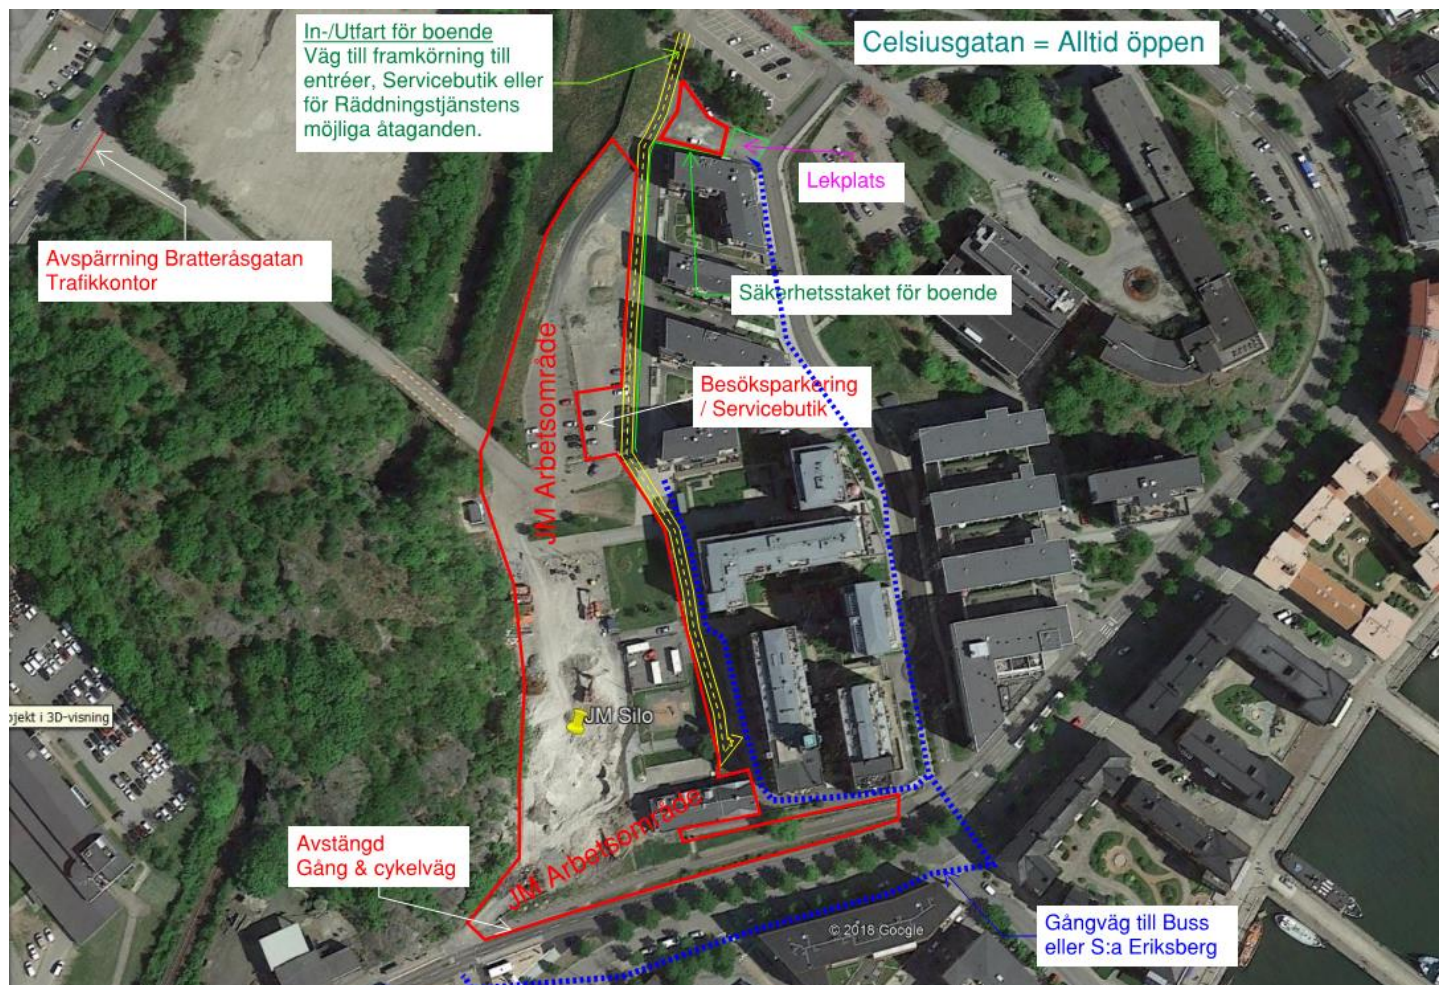 In-/Utfart för boende
Väg till framkörning till
entréer, Servicebutik eller
för Räddningstjänstens
möjliga åtaganden.
Celsiusgatan = Alltid öppen
Lekplats
Avspärrning Bratteråsgatan
Trafikkontor
Säkerhetsstaket för boende
JM Arbetsområde
Besöksparkering
/ Servicebutik
ojekt i 3D-visning
JM Silo
JM Arbetsområde
Avstängd
Gång & cykelväg
© 2018 Google
Gångväg till Buss
eller S:a Eriksberg